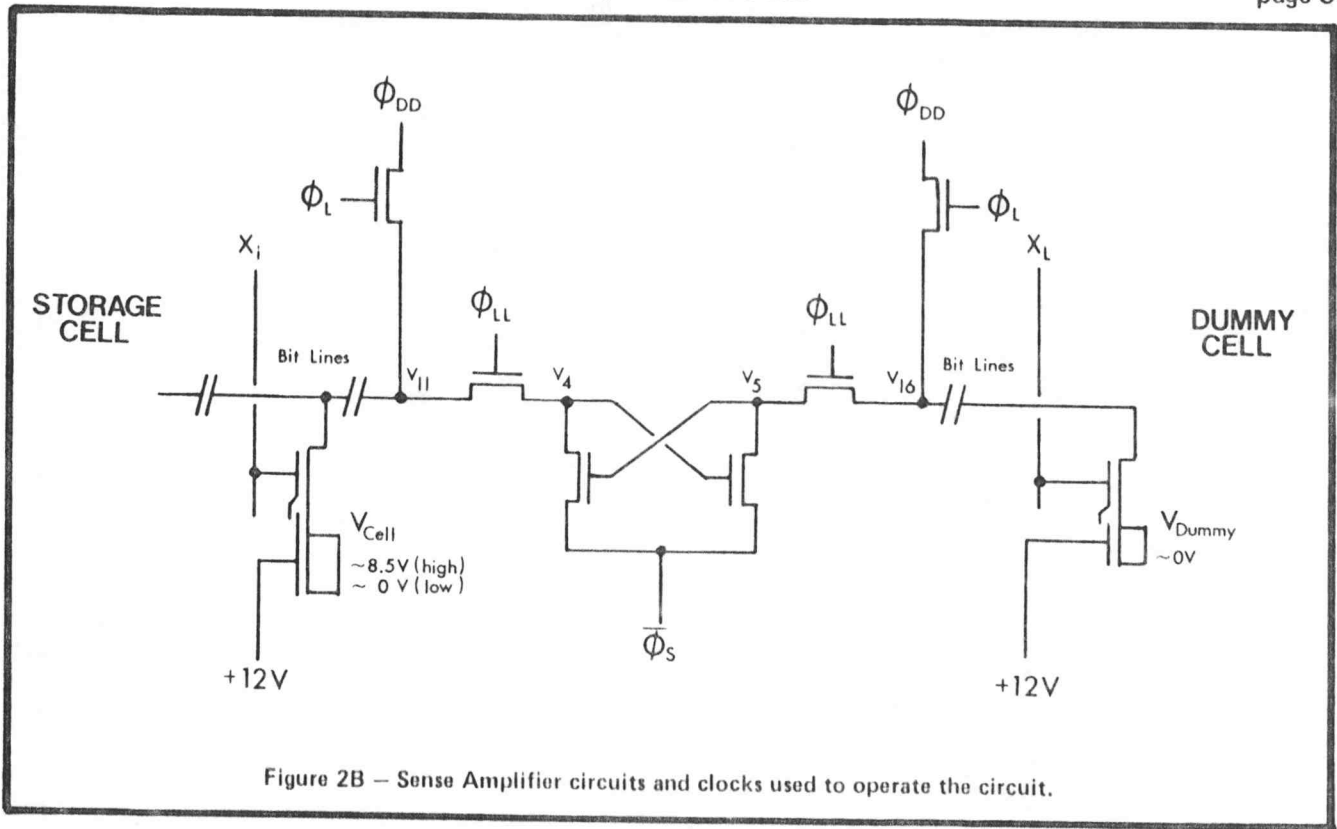 ϕDD
ϕDD
ϕL
ϕL
Xi
XL
STORAGE
CELL
ϕLL
ϕLL
DUMMY
CELL
Bit Lines
V11
V4
V5
V16
Bit Lines
VCell
~8.5V (high)
~ 0 V (low)
VDummy
~0V
ϕ̅S
+12V
+12V
Figure 2B — Sense Amplifier circuits and clocks used to operate the circuit.